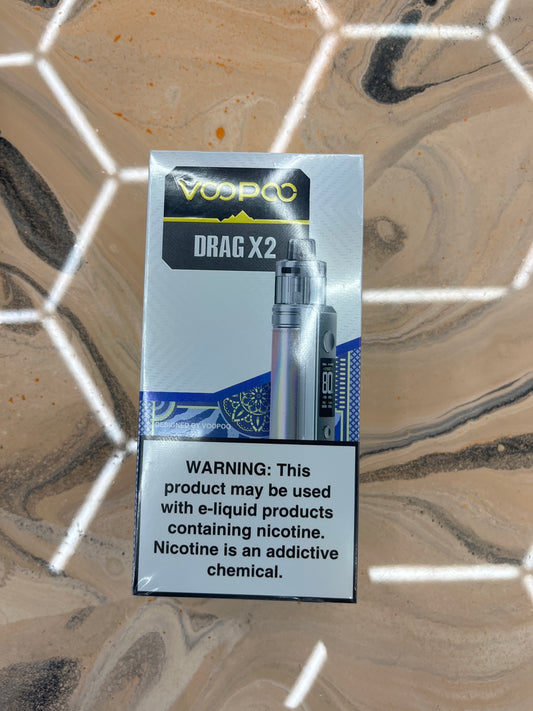 VOOPOO
DRAG X2
80
DESIGNED BY VOOPOO
WARNING: This
product may be used
with e-liquid products
containing nicotine.
Nicotine is an addictive
chemical.